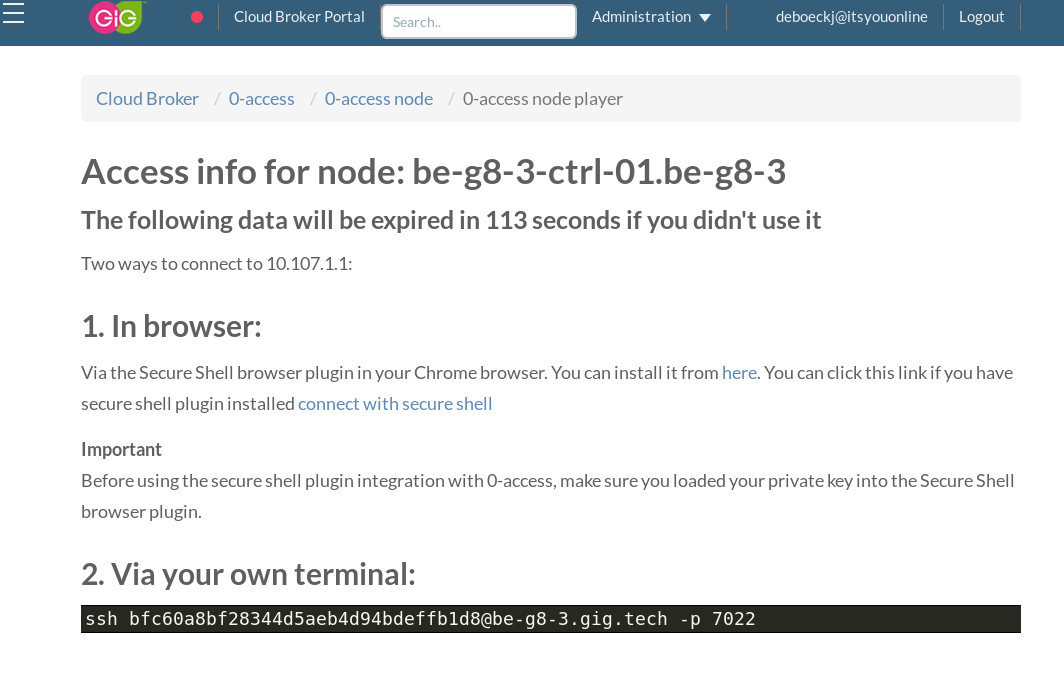 GiG Cloud Broker Portal Search.. Administration deboeckj@itsyouonline Logout
Cloud Broker / 0-access / 0-access node / 0-access node player
Access info for node: be-g8-3-ctrl-01.be-g8-3
The following data will be expired in 113 seconds if you didn't use it
Two ways to connect to 10.107.1.1:
1. In browser:
Via the Secure Shell browser plugin in your Chrome browser. You can install it from here. You can click this link if you have
secure shell plugin installed connect with secure shell
Important
Before using the secure shell plugin integration with 0-access, make sure you loaded your private key into the Secure Shell
browser plugin.
2. Via your own terminal:
ssh bfc60a8bf28344d5aeb4d94bdeffb1d8@be-g8-3.gig.tech -p 7022